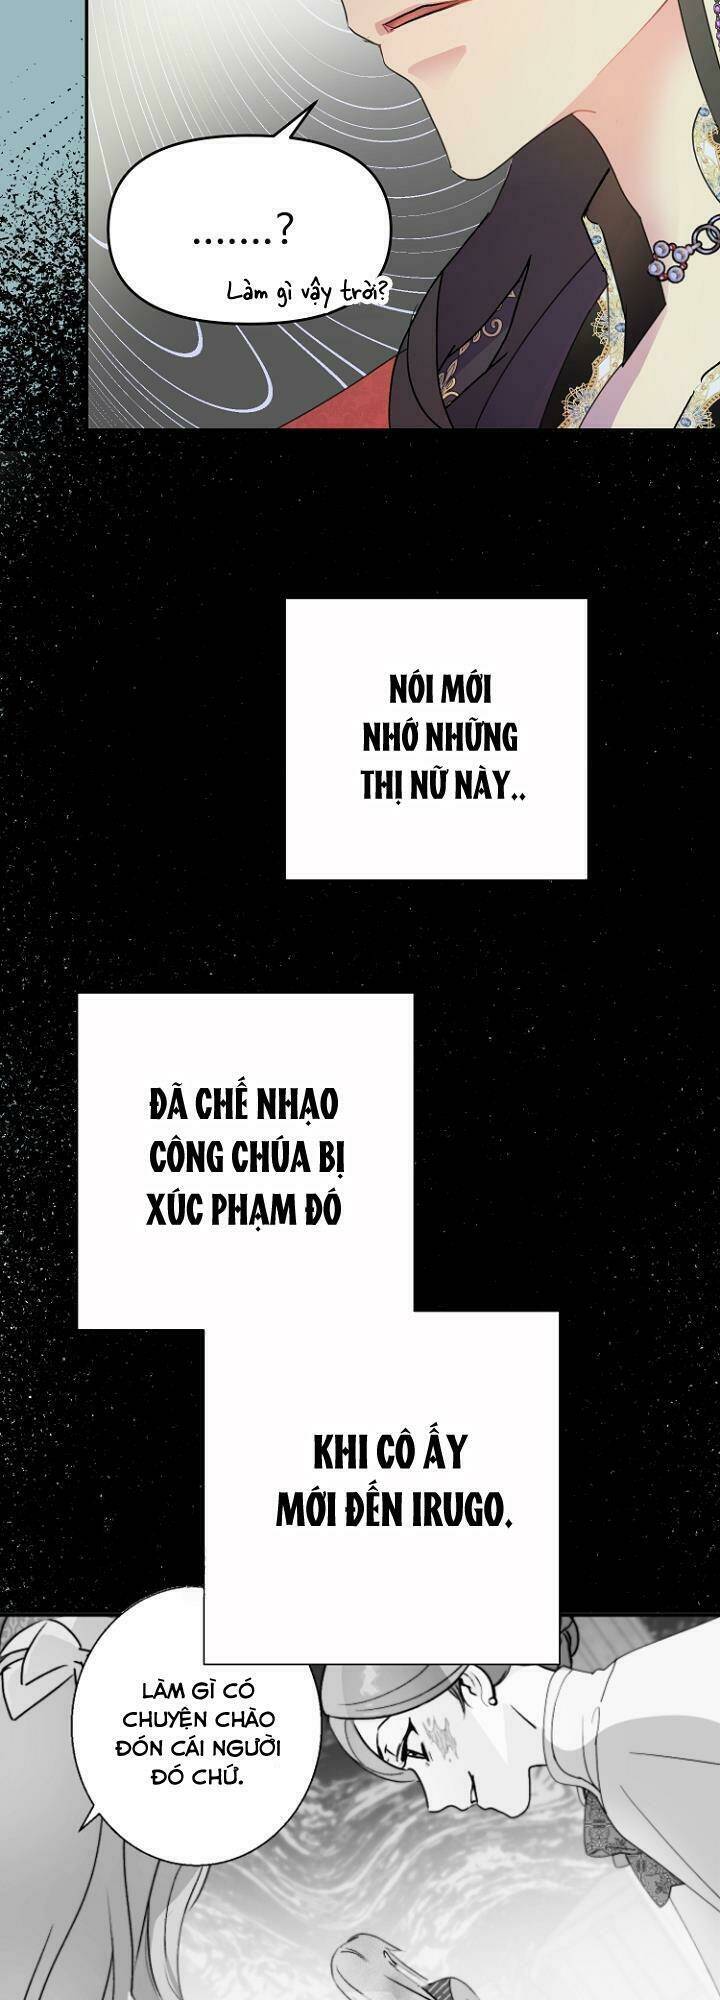 .......?
Làm gì vậy trời?
NÓI MỚI
NHỚ NHỮNG
THỊ NỮ NÀY..
ĐÃ CHẾ NHẠO
CÔNG CHÚA BỊ
XÚC PHẠM ĐÓ
KHI CÔ ẤY
MỚI ĐẾN IRUGO.
LÀM GÌ CÓ
CHUYỆN CHÀO
ĐÓN CÁI NGƯỜI
ĐÓ CHỨ.